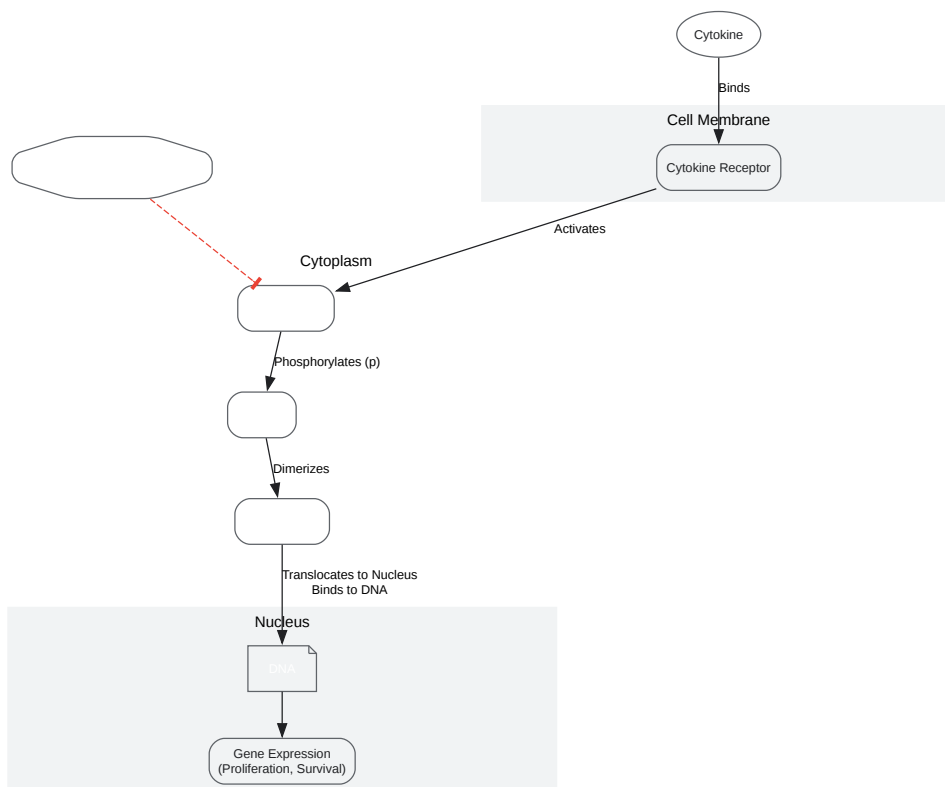 Cytokine
Binds
Cell Membrane
Cytokine Receptor
Activates
Cytoplasm
Phosphorylates (p)
Dimerizes
Translocates to Nucleus
Binds to DNA
Nucleus
DNA
Gene Expression
(Proliferation, Survival)